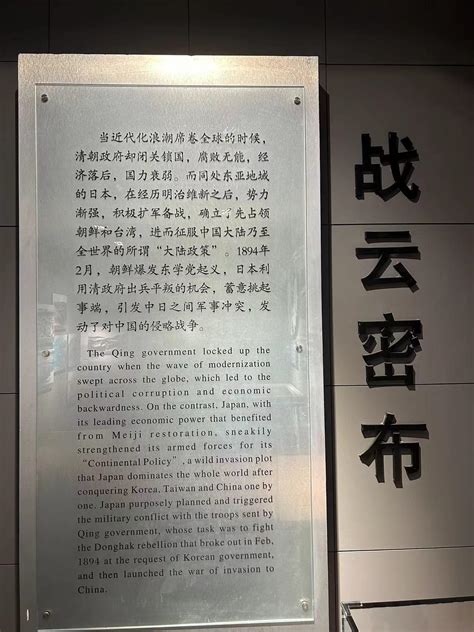 战云密布
当近代化浪潮席卷全球的时候，
清朝政府却闭关锁国，腐败无能，经
济落后，国力衰弱。而同处东亚地域
的日本，在经历明治维新之后，势力
渐强，积极扩军备战，确立了先占领
朝鲜和台湾，进而征服中国大陆乃至
全世界的所谓“大陆政策”。1894年
2月，朝鲜爆发东学党起义，日本利
用清政府出兵平叛的机会，蓄意挑起
事端，引发中日之间军事冲突，发
动了对中国的侵略战争。
The Qing government locked up the
country when the wave of modernization
swept across the globe, which led to the
political corruption and economic
backwardness. On the contrast, Japan, with
its leading economic power that benefited
from Meiji restoration, sneakily
strengthened its armed forces for its
“Continental Policy”, a wild invasion plot
that Japan dominates the whole world after
conquering Korea, Taiwan and China one by
one. Japan purposely planned and triggered
the military conflict with the troops sent by
Qing government, whose task was to fight
the Donghak rebellion that broke out in Feb,
1894 at the request of Korean government,
and then launched the war of invasion to
China.